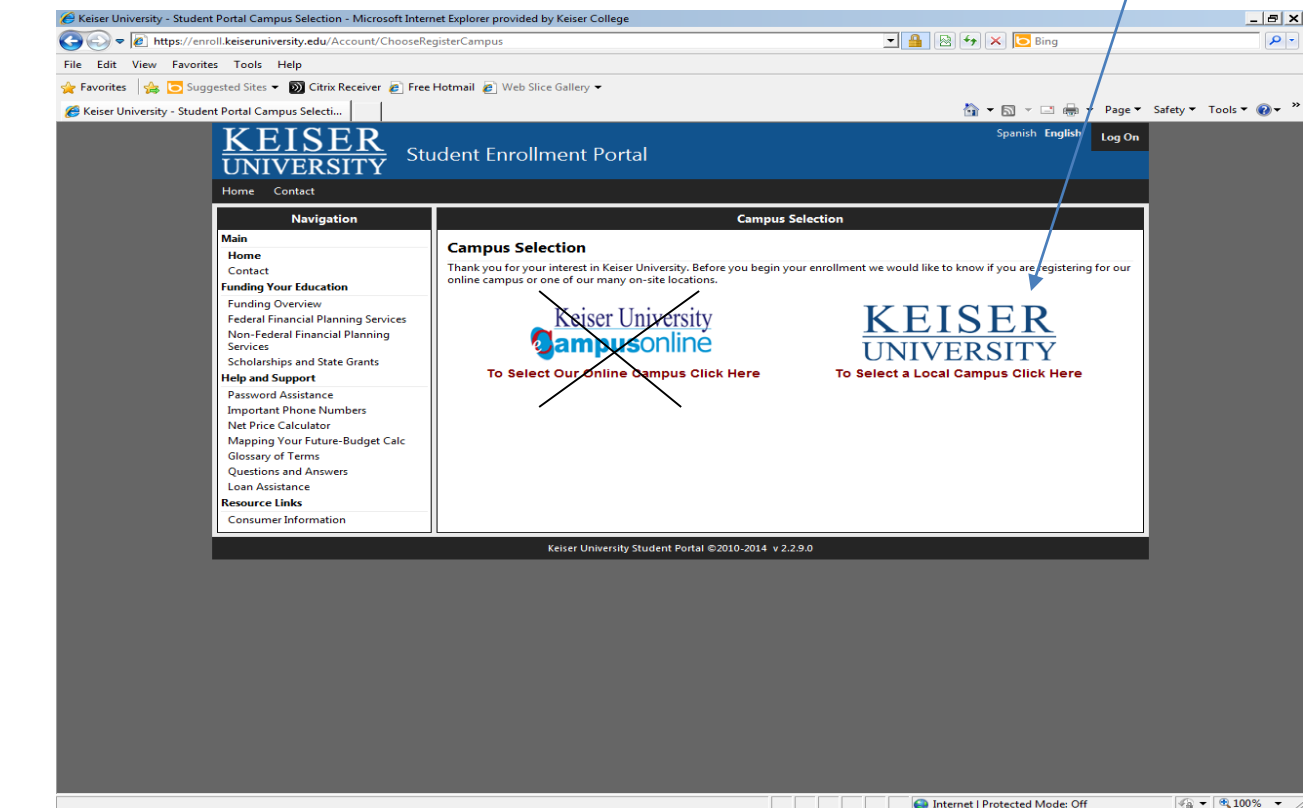 Keiser University - Student Portal Campus Selection - Microsoft Internet Explorer provided by Keiser College
https://enroll.keiseruniversity.edu/Account/ChooseRegisterCampus
Bing
File Edit View Favorites Tools Help
Favorites Suggested Sites Citrix Receiver Free Hotmail Web Slice Gallery
Keiser University - Student Portal Campus Selecti...
Page Safety Tools
KEISER
UNIVERSITY
Student Enrollment Portal
Spanish English
Log On
Home Contact
Navigation
Main
Home
Contact
Funding Your Education
Funding Overview
Federal Financial Planning Services
Non-Federal Financial Planning
Services
Scholarships and State Grants
Help and Support
Password Assistance
Important Phone Numbers
Net Price Calculator
Mapping Your Future-Budget Calc
Glossary of Terms
Questions and Answers
Loan Assistance
Resource Links
Consumer Information
Campus Selection
Campus Selection
Thank you for your interest in Keiser University. Before you begin your enrollment we would like to know if you are registering for our
online campus or one of our many on-site locations.
Keiser University
eCampusonline
To Select Our Online Campus Click Here
KEISER
UNIVERSITY
To Select a Local Campus Click Here
Keiser University Student Portal ©2010-2014 v 2.2.9.0
Internet | Protected Mode: Off
100%